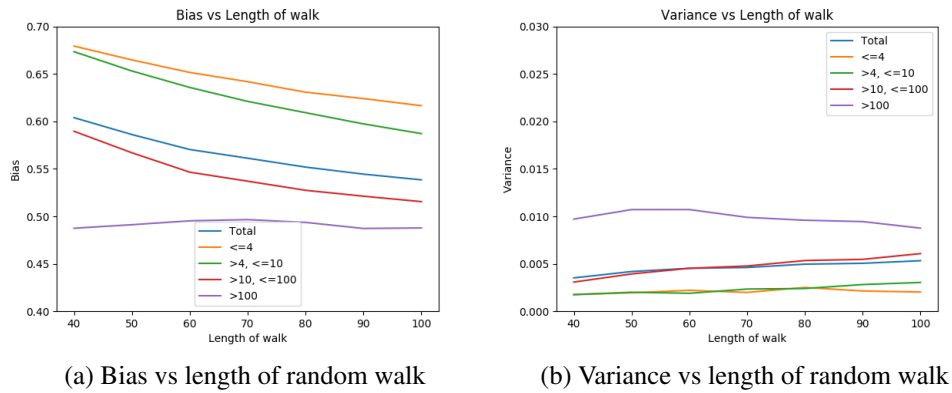 Bias vs Length of walk
0.70
0.65
0.60
0.55
0.50
0.45
0.40
Bias
Total
<=4
>4, <=10
>10, <=100
>100
40 50 60 70 80 90 100
Length of walk
(a) Bias vs length of random walk
Variance vs Length of walk
0.030
0.025
0.020
0.015
0.010
0.005
0.000
Variance
Total
<=4
>4, <=10
>10, <=100
>100
40 50 60 70 80 90 100
Length of walk
(b) Variance vs length of random walk